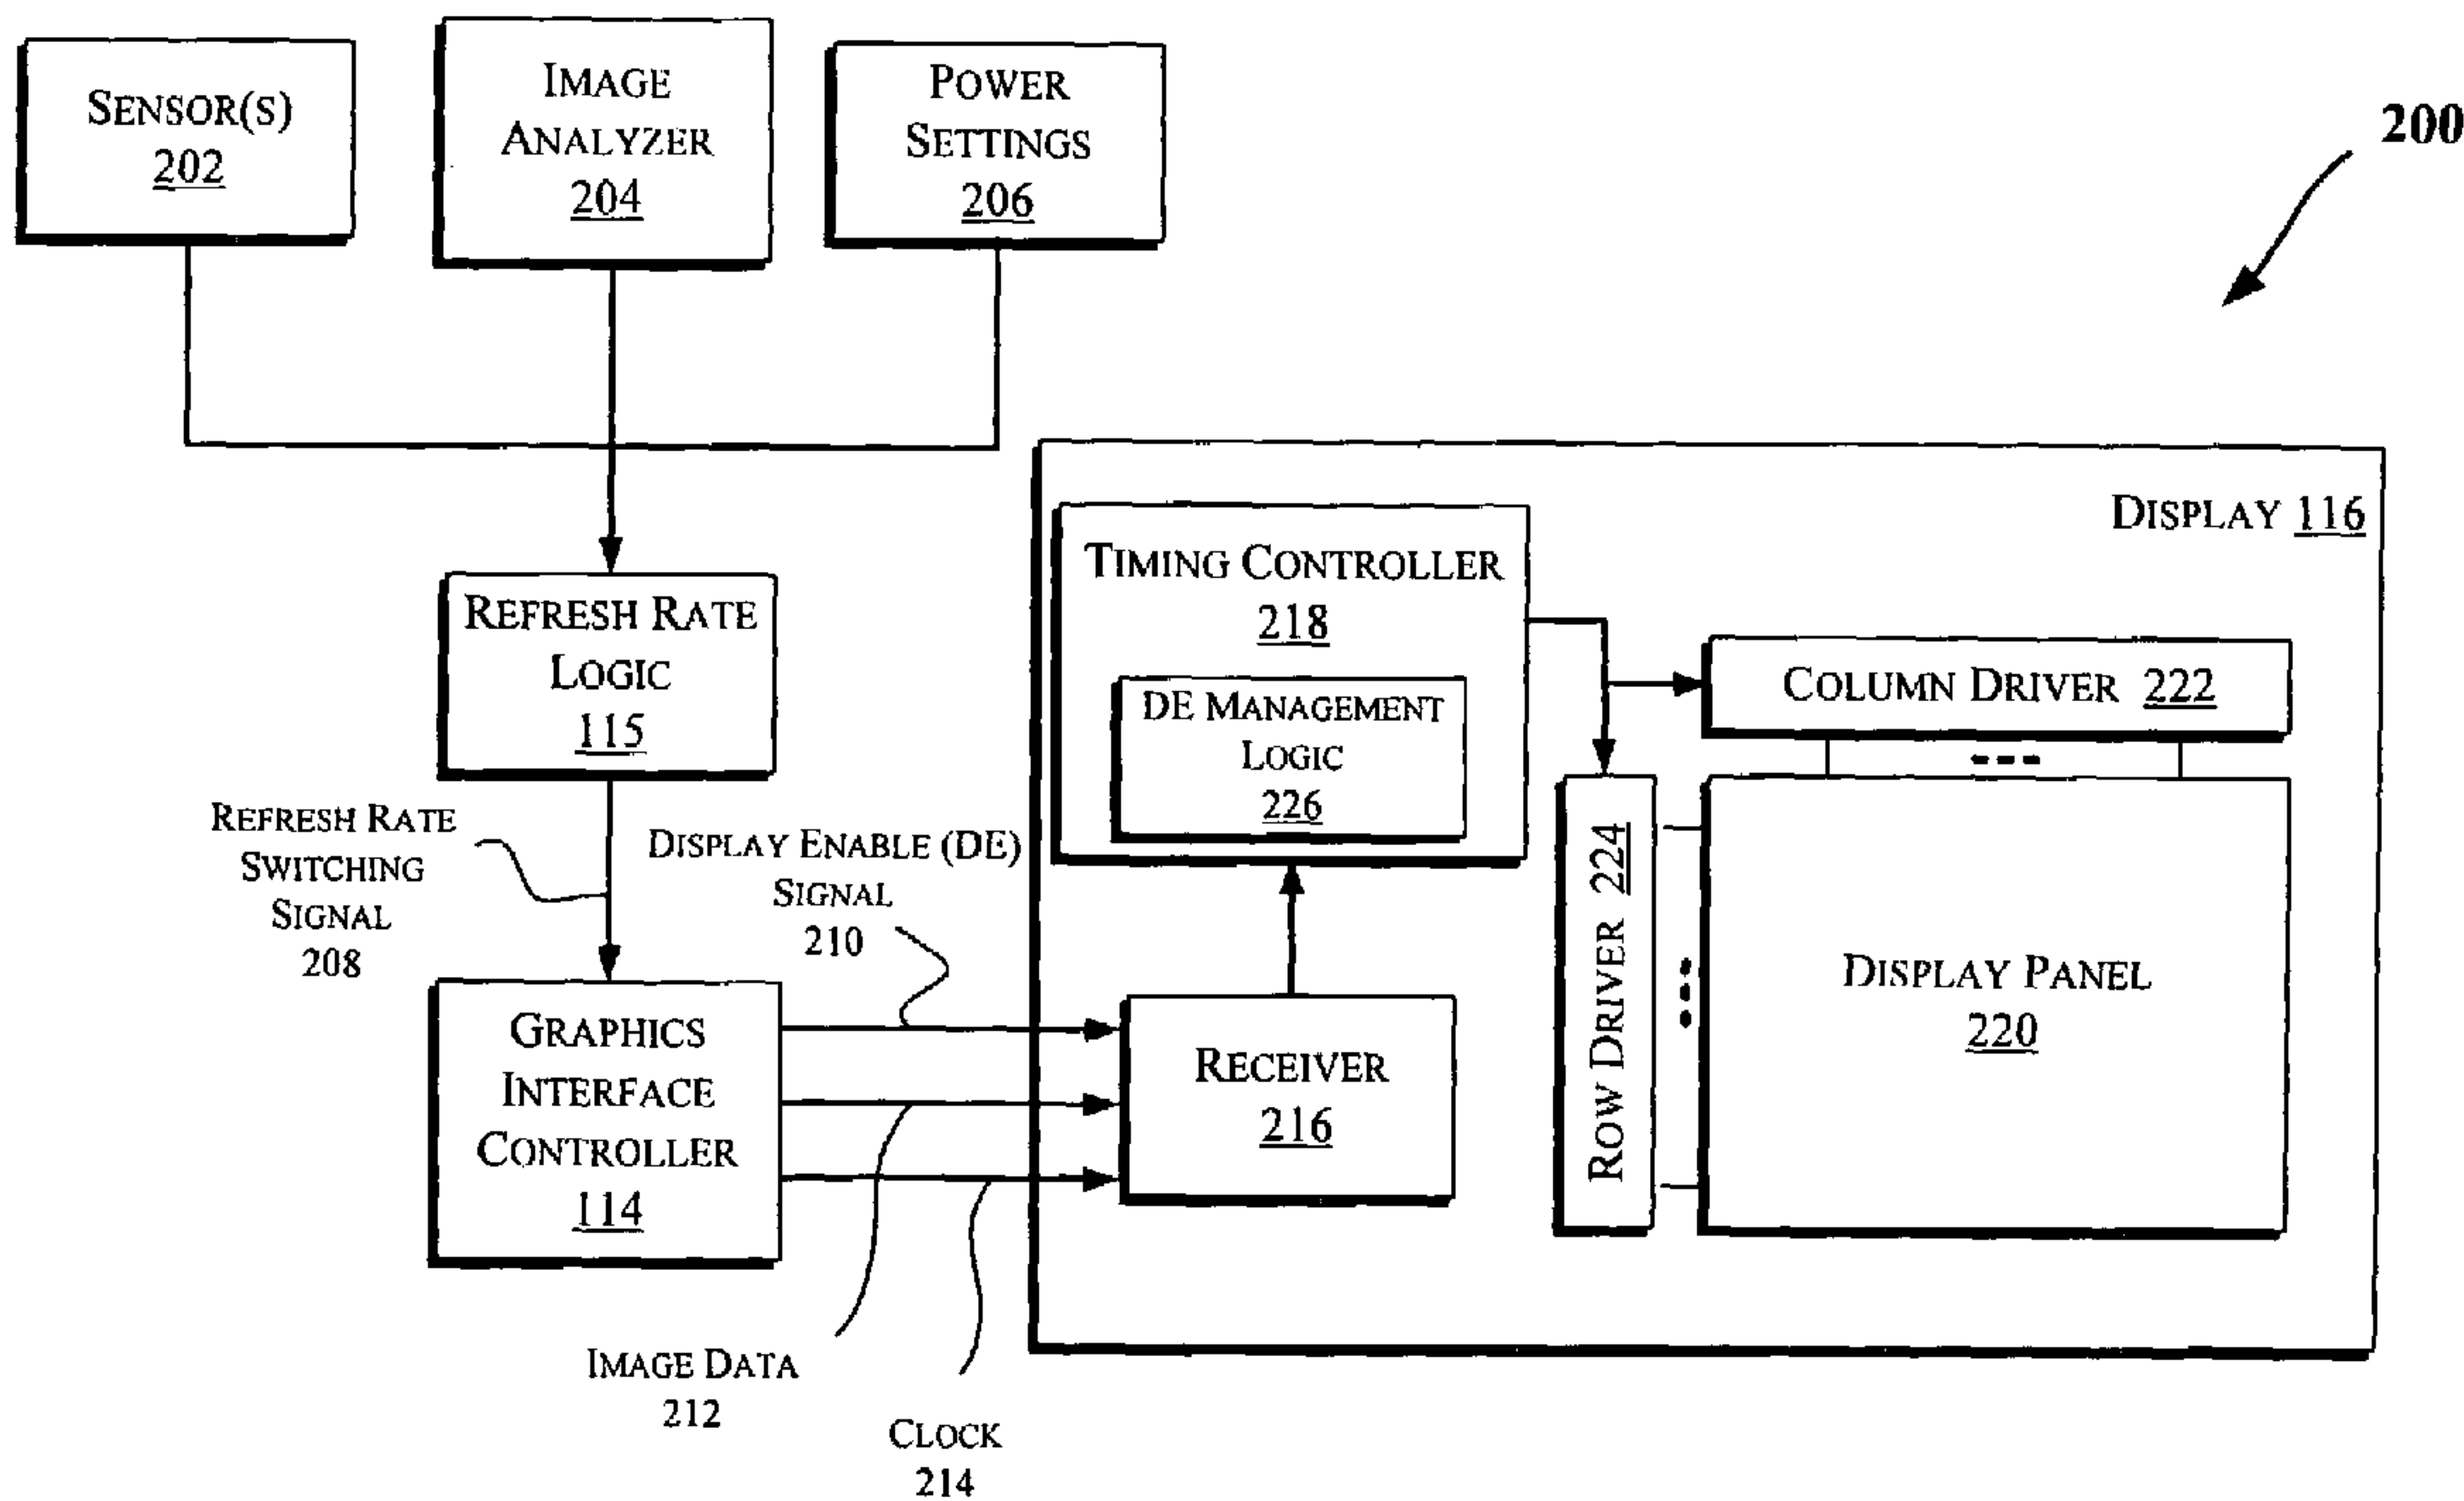 SENSOR(S)
202
IMAGE
ANALYZER
204
POWER
SETTINGS
206
200
DISPLAY 116
TIMING CONTROLLER
218
DE MANAGEMENT
LOGIC
226
COLUMN DRIVER 222
REFRESH RATE
LOGIC
115
REFRESH RATE
SWITCHING
SIGNAL
208
DISPLAY ENABLE (DE)
SIGNAL
210
ROW DRIVER 224
DISPLAY PANEL
220
GRAPHICS
INTERFACE
CONTROLLER
114
RECEIVER
216
IMAGE DATA
212
CLOCK
214